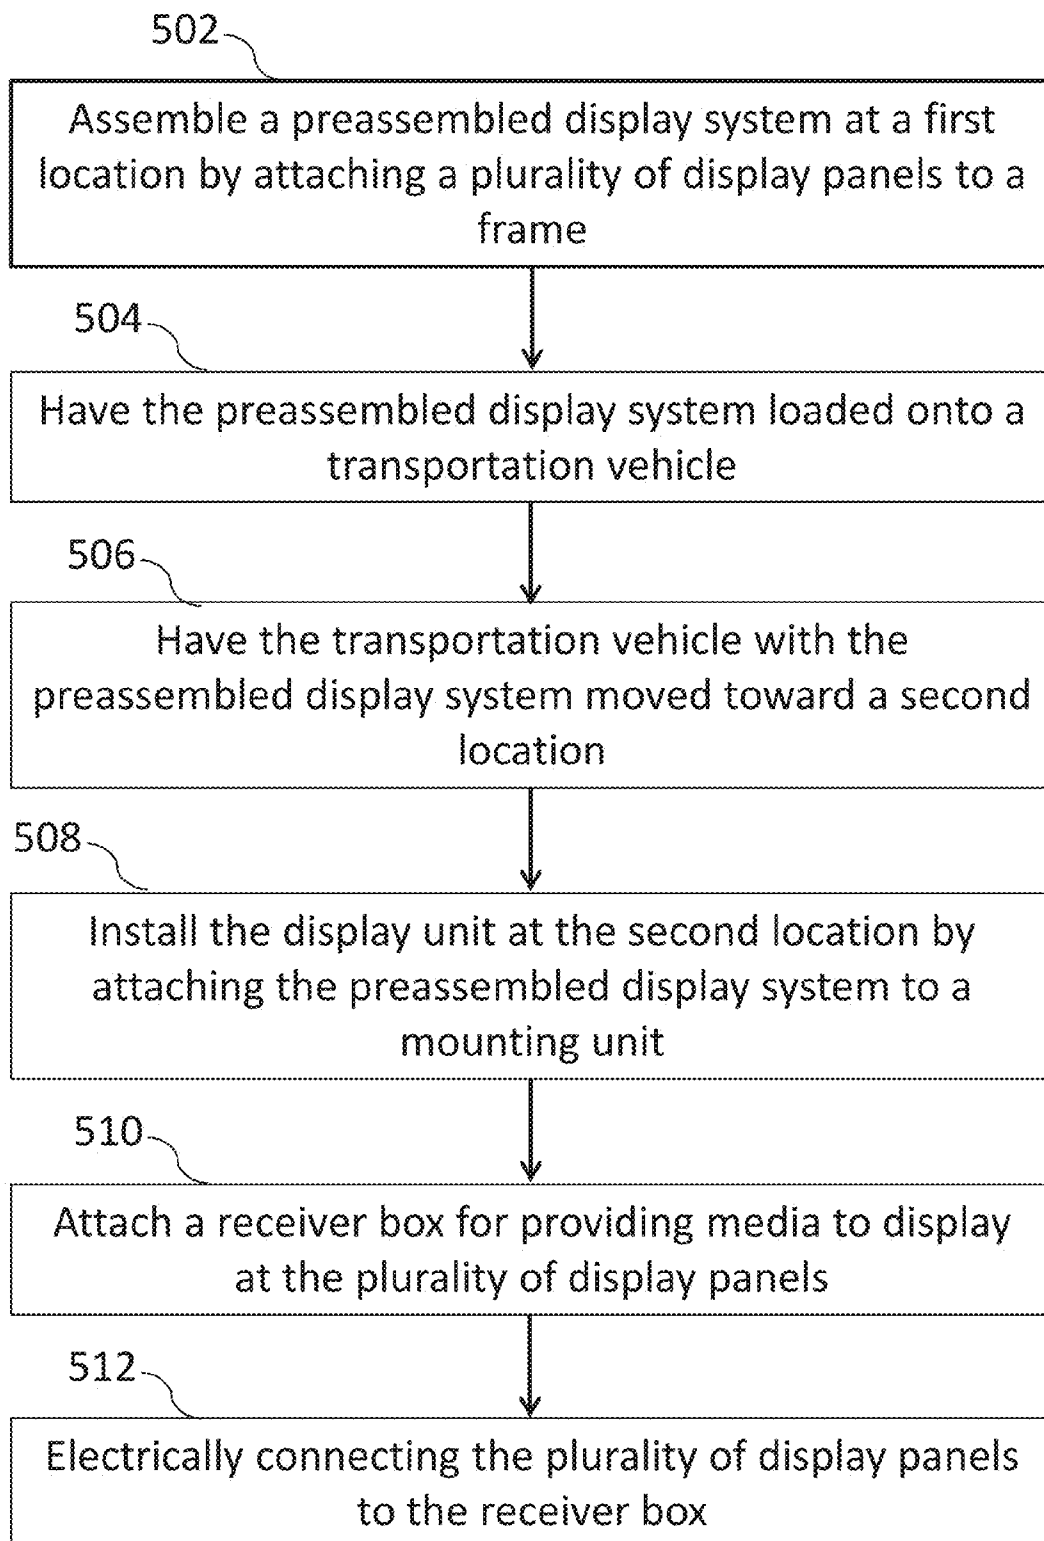 502
Assemble a preassembled display system at a first
location by attaching a plurality of display panels to a
frame
504
Have the preassembled display system loaded onto a
transportation vehicle
506
Have the transportation vehicle with the
preassembled display system moved toward a second
location
508
Install the display unit at the second location by
attaching the preassembled display system to a
mounting unit
510
Attach a receiver box for providing media to display
at the plurality of display panels
512
Electrically connecting the plurality of display panels
to the receiver box